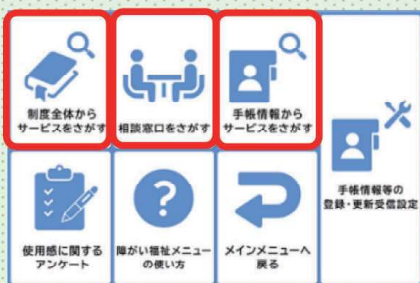 制度全体から
サービスをさがす
相談窓口をさがす
手帳情報から
サービスをさがす
手帳情報等の
登録・更新受信設定
使用感に関する
アンケート
障がい福祉メニュー
の使い方
メインメニューへ
戻る